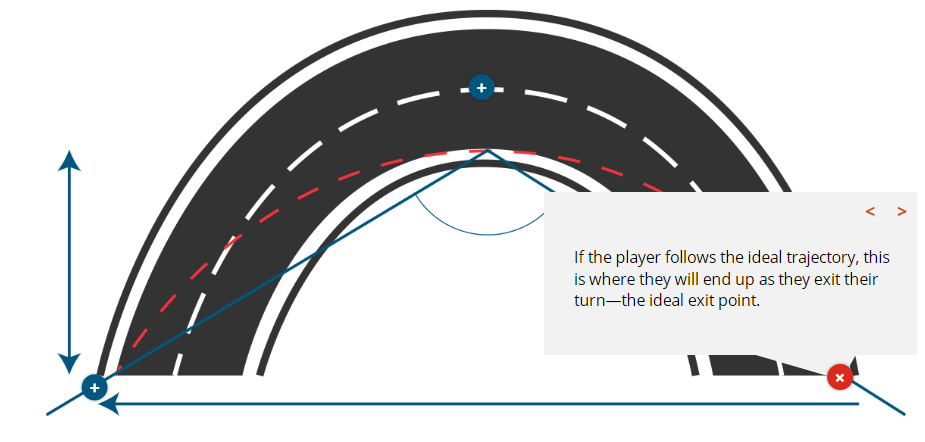 < >
If the player follows the ideal trajectory, this
is where they will end up as they exit their
turn—the ideal exit point.